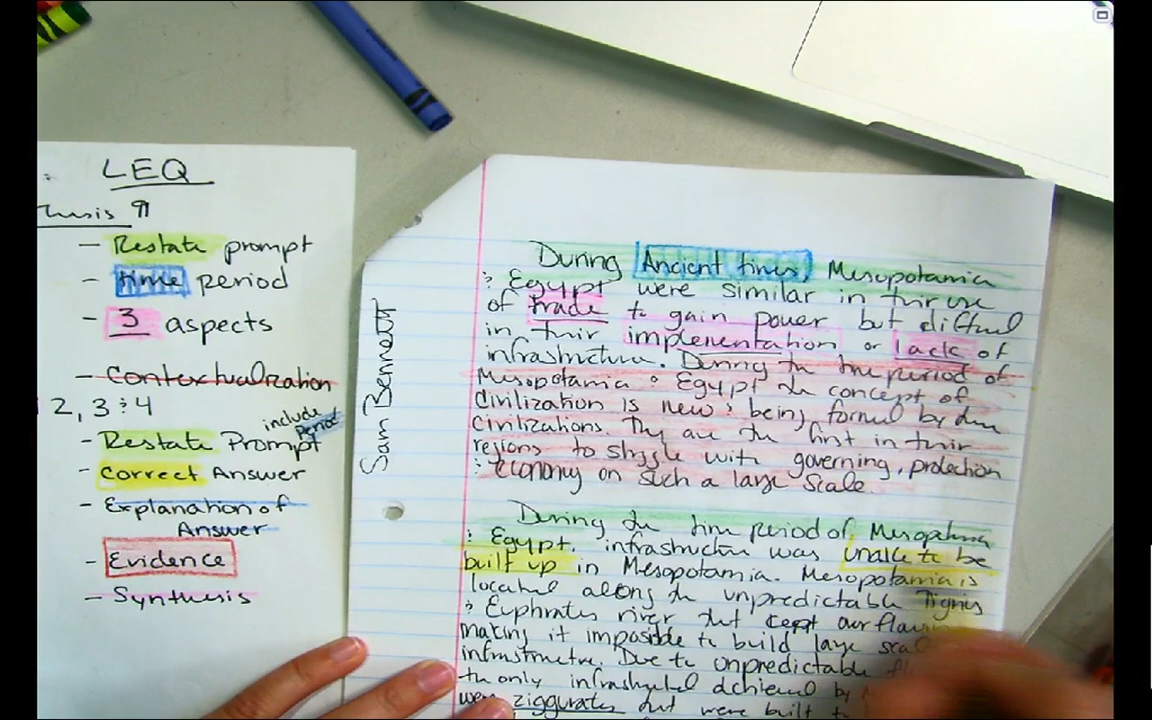 LEQ
- Restate prompt
- time period
- 3 aspects
- Contextualization
2, 3 & 4
include period
- Restate Prompt
- Correct Answer
- Explanation of
Answer
- Evidence
- Synthesis
Sam Bennett
During Ancient times, Mesopotamia
& Egypt were similar in their use
of trade to gain power but differed
in their implementation or lack of
infrastructure. During the time period of
Mesopotamia & Egypt the concept of
Civilization is new & being formed by
Civilizations. They are the first in their
regions to struggle with governing, protection
& economy on such a large scale.
During the time period of Mesopotamia
& Egypt, infrastructure was unable to be
built up in Mesopotamia. Mesopotamia is
located along the unpredictable Tigris
& Euphrates river that kept
making it impossible to build large
infrastructure. Due to unpredictable
the only achieved by
were ziggurats that were built to